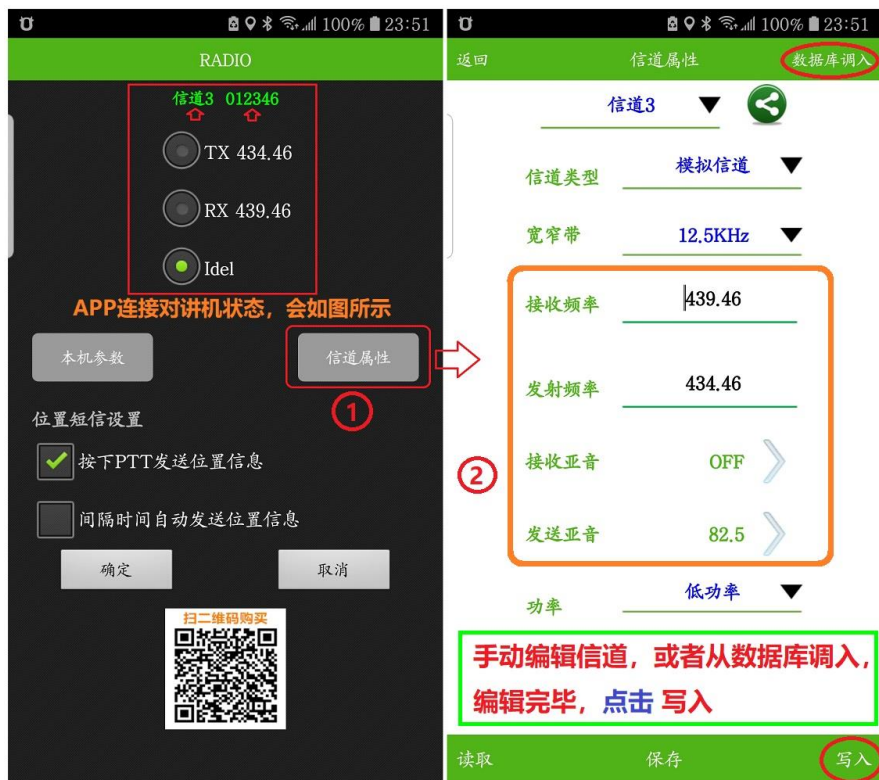 100% 23:51
RADIO
信道3 012346
TX 434.46
RX 439.46
Idel
APP连接对讲机状态，会如图所示
本机参数
信道属性
①
位置短信设置
按下PTT发送位置信息
间隔时间自动发送位置信息
确定
取消
扫二维码购买
100% 23:51
返回
信道属性
数据库调入
信道3
信道类型
模拟信道
宽窄带
12.5KHz
接收频率
439.46
发射频率
434.46
②
接收亚音
OFF
发送亚音
82.5
功率
低功率
手动编辑信道，或者从数据库调入，
编辑完毕，点击 写入
读取
保存
写入